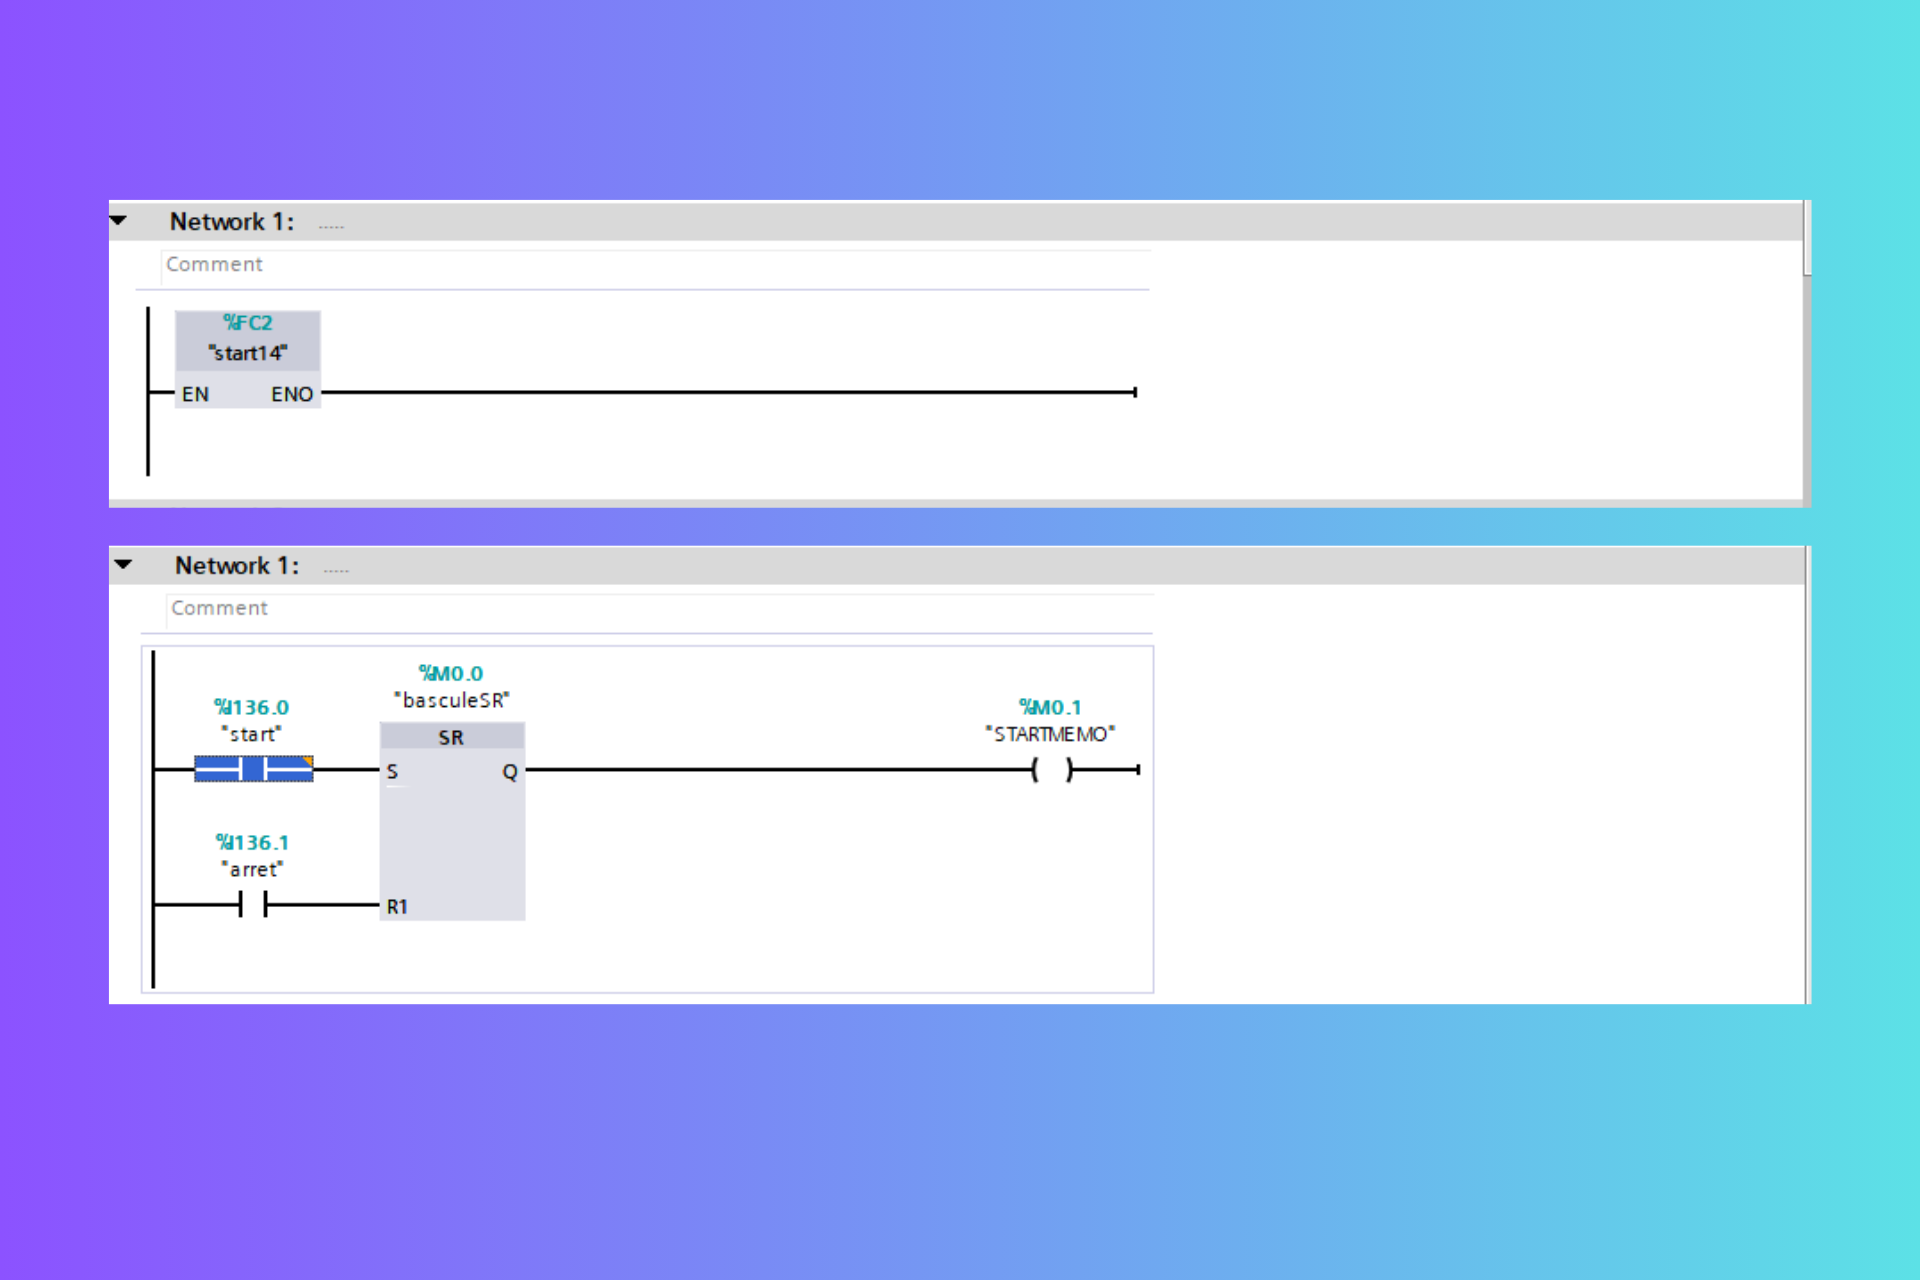 Network 1: .....
Comment
%FC2
"start14"
EN ENO
Network 1: .....
Comment
%M0.0
"basculeSR"
%I136.0
"start"
%M0.1
"STARTMEMO"
SR
S Q
%I136.1
"arret"
R1